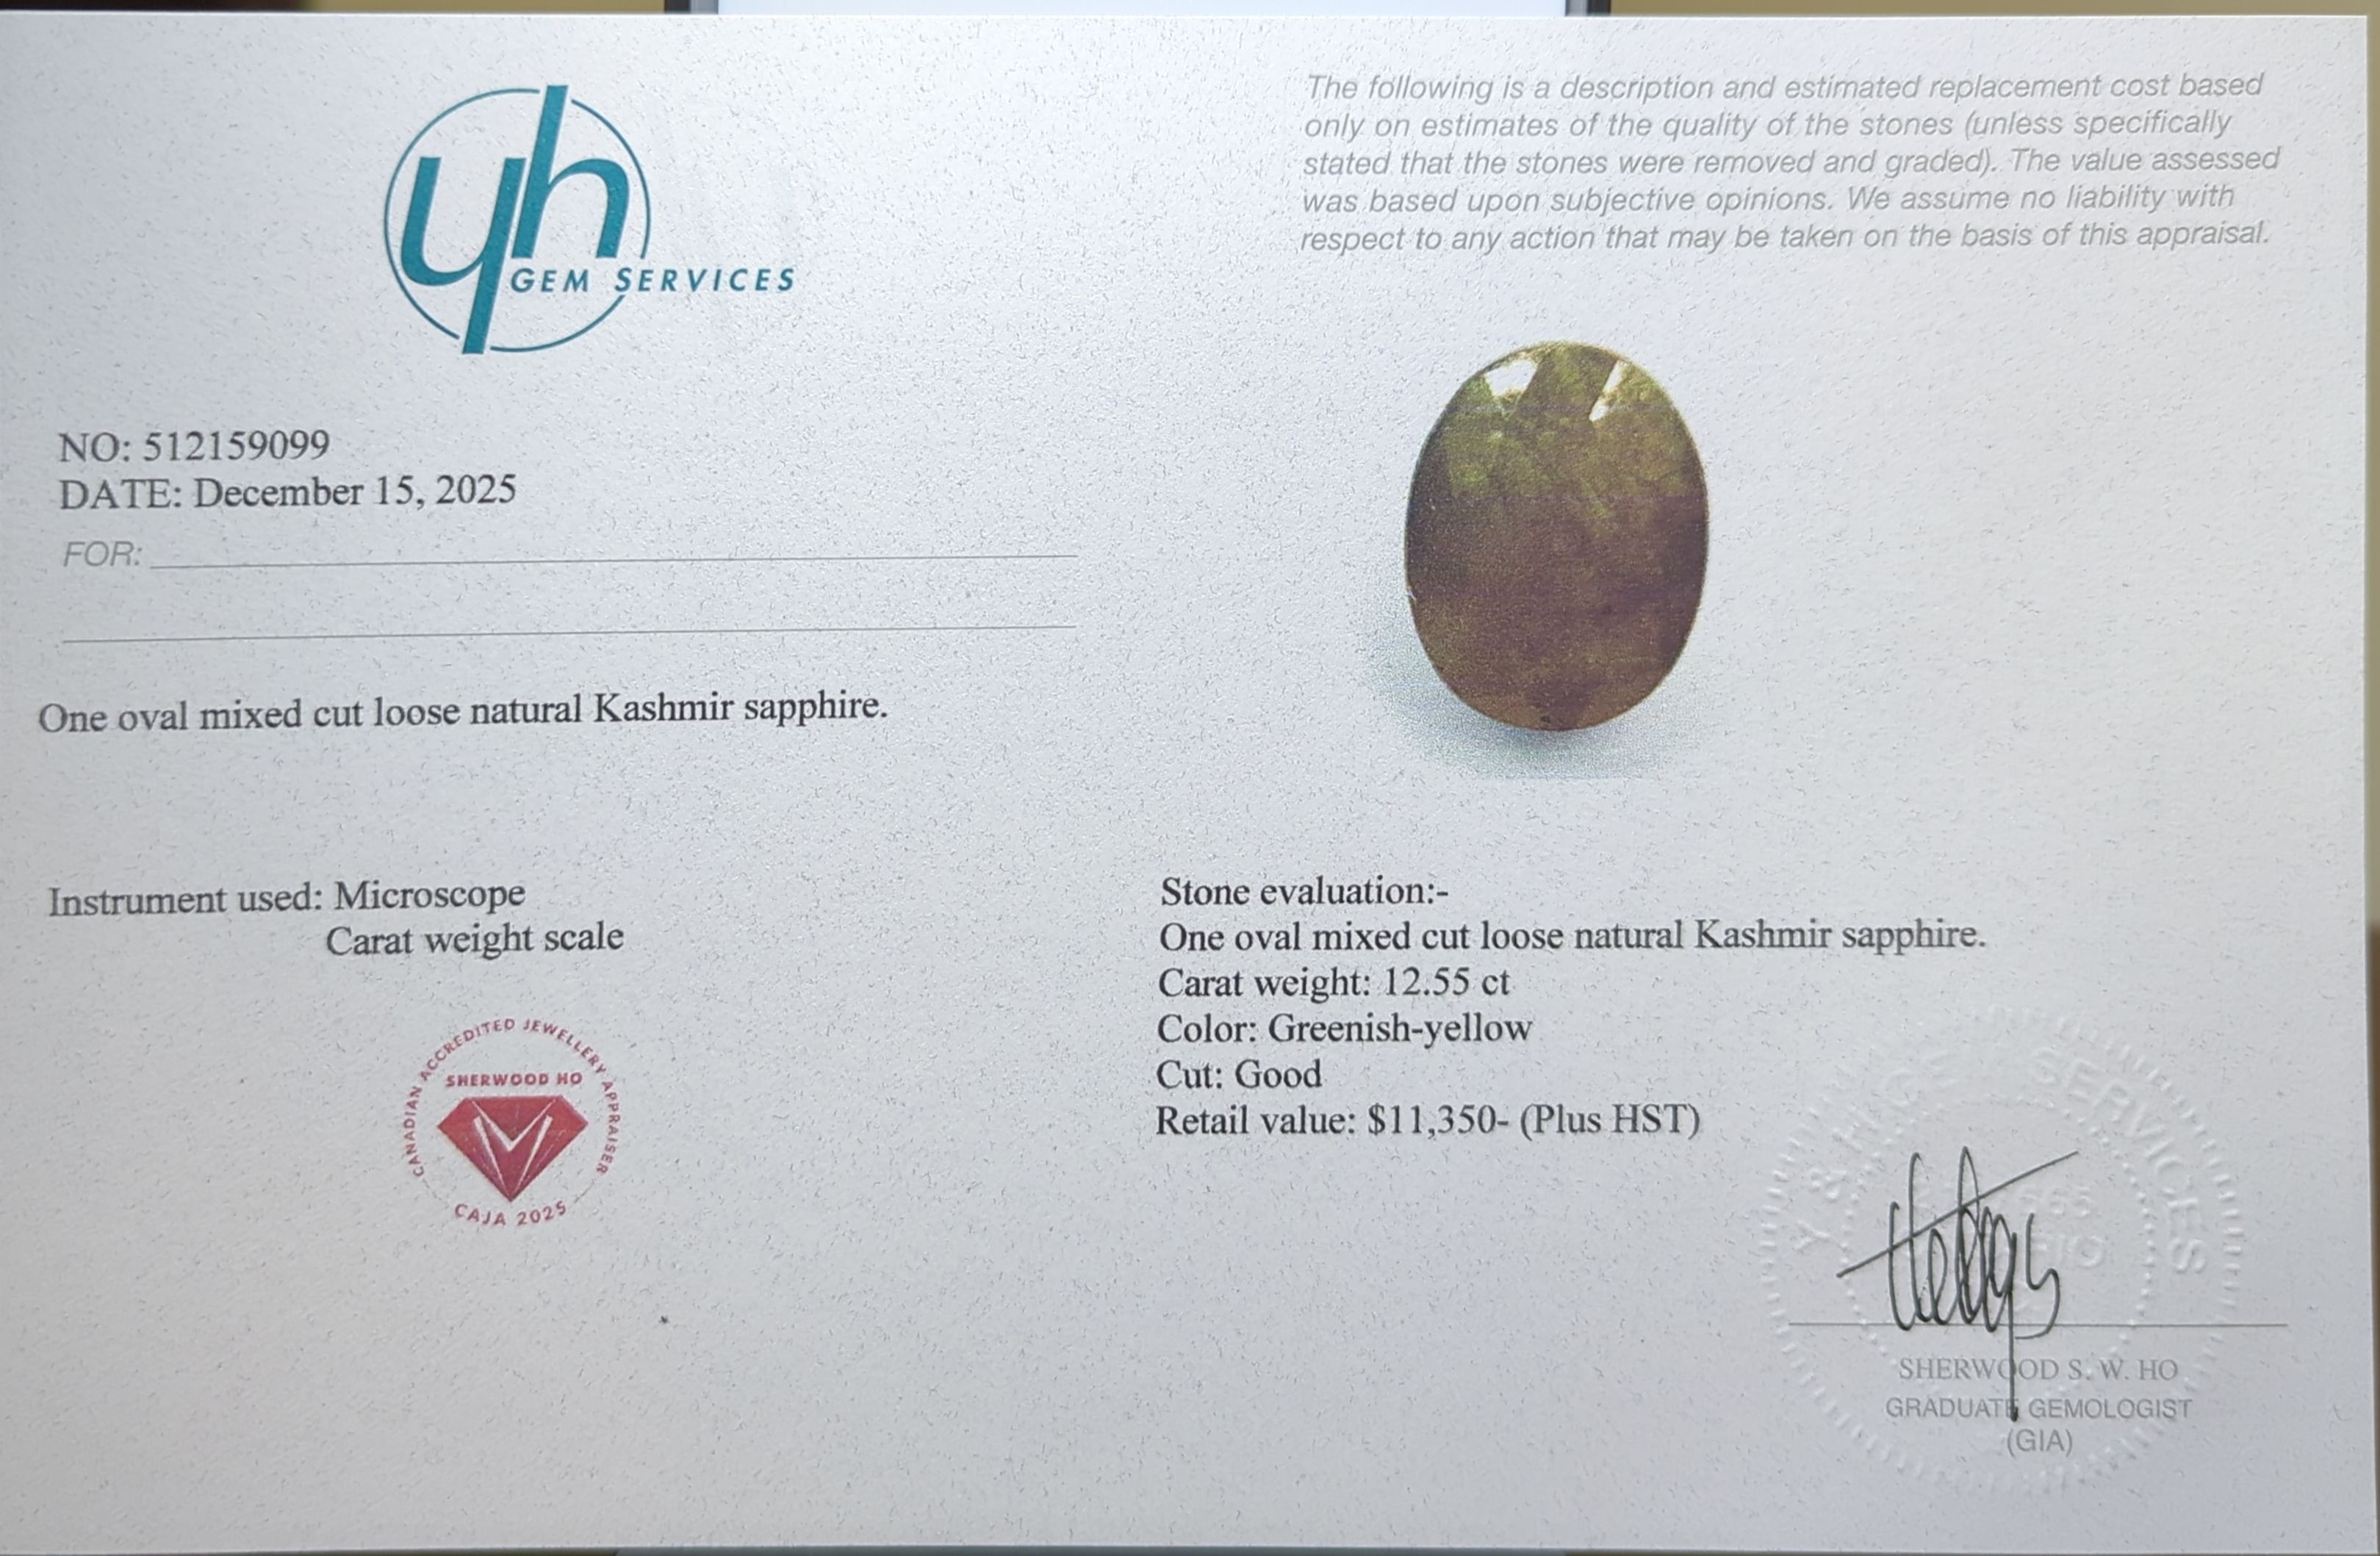 yh
GEM SERVICES
The following is a description and estimated replacement cost based
only on estimates of the quality of the stones (unless specifically
stated that the stones were removed and graded). The value assessed
was based upon subjective opinions. We assume no liability with
respect to any action that may be taken on the basis of this appraisal.
NO: 512159099
DATE: December 15, 2025
FOR:
One oval mixed cut loose natural Kashmir sapphire.
Instrument used: Microscope
Carat weight scale
CANADIAN ACCREDITED JEWELLERY APPRAISER
SHERWOOD HO
CAJA 2025
Stone evaluation:-
One oval mixed cut loose natural Kashmir sapphire.
Carat weight: 12.55 ct
Color: Greenish-yellow
Cut: Good
Retail value: $11,350- (Plus HST)
SERVICES
SHERWOOD S. W. HO
GRADUATE GEMOLOGIST
(GIA)